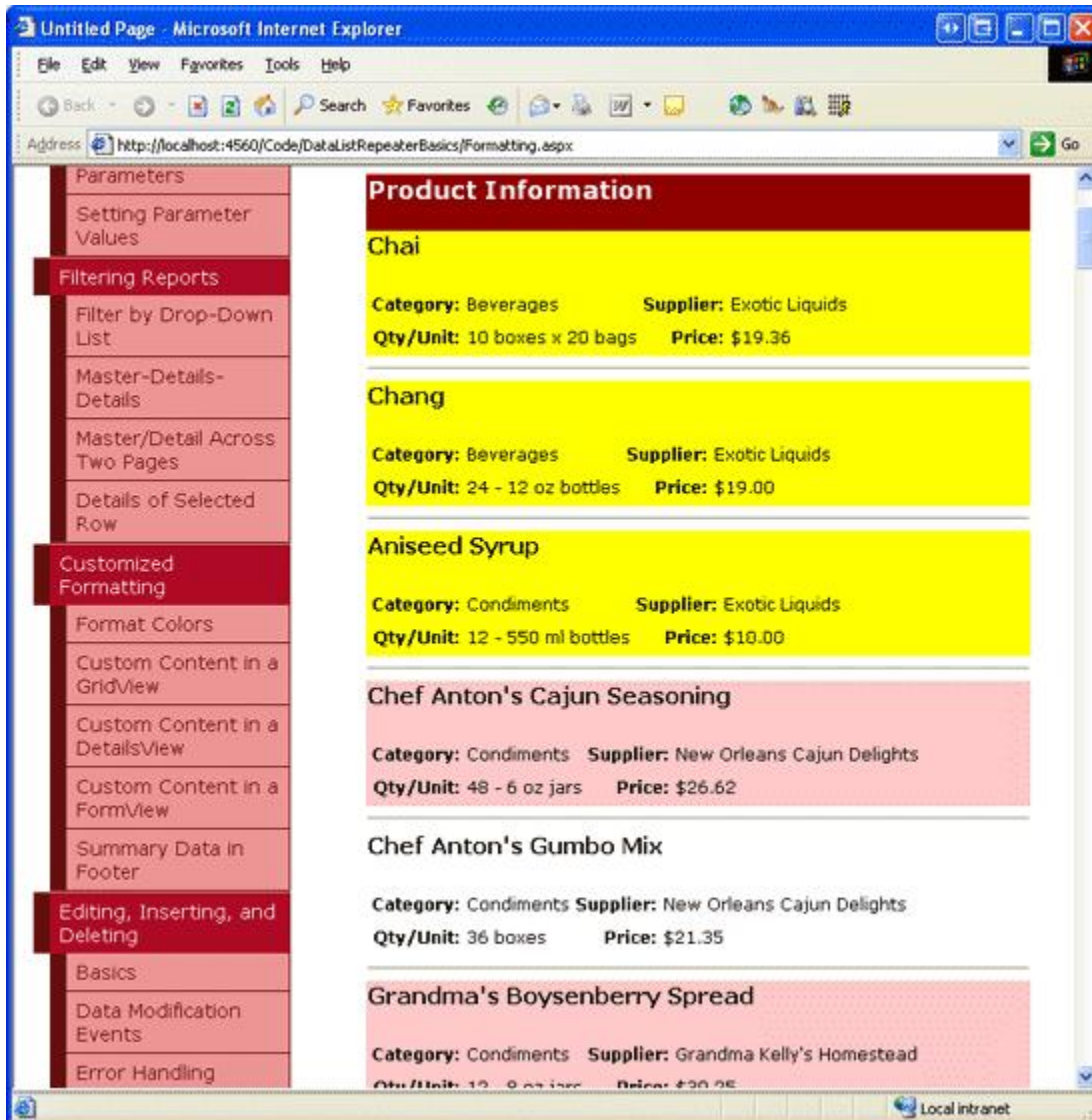 Untitled Page - Microsoft Internet Explorer
File Edit View Favorites Tools Help
Back Search Favorites
Address http://localhost:4560/Code/DataListRepeaterBasics/Formatting.aspx Go
Parameters
Setting Parameter
Values
Filtering Reports
Filter by Drop-Down
List
Master-Details-
Details
Master/Detail Across
Two Pages
Details of Selected
Row
Customized
Formatting
Format Colors
Custom Content in a
GridView
Custom Content in a
DetailsView
Custom Content in a
FormView
Summary Data in
Footer
Editing, Inserting, and
Deleting
Basics
Data Modification
Events
Error Handling
Product Information
Chai
Category: Beverages Supplier: Exotic Liquids
Qty/Unit: 10 boxes x 20 bags Price: $19.36
Chang
Category: Beverages Supplier: Exotic Liquids
Qty/Unit: 24 - 12 oz bottles Price: $19.00
Aniseed Syrup
Category: Condiments Supplier: Exotic Liquids
Qty/Unit: 12 - 550 ml bottles Price: $10.00
Chef Anton's Cajun Seasoning
Category: Condiments Supplier: New Orleans Cajun Delights
Qty/Unit: 48 - 6 oz jars Price: $26.62
Chef Anton's Gumbo Mix
Category: Condiments Supplier: New Orleans Cajun Delights
Qty/Unit: 36 boxes Price: $21.35
Grandma's Boysenberry Spread
Category: Condiments Supplier: Grandma Kelly's Homestead
Qty/Unit: 12 - 8 oz jars Price: $30.25
Local intranet